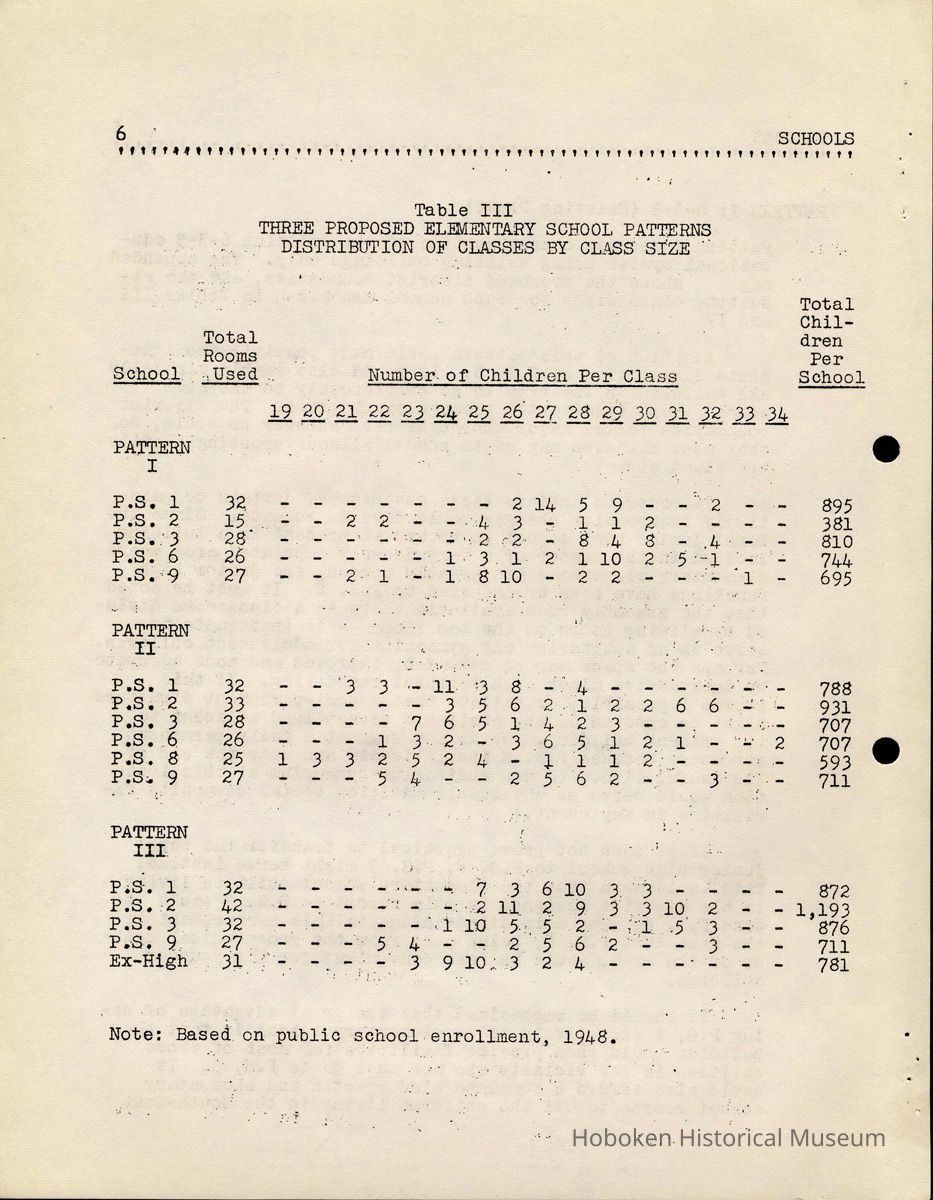 6 SCHOOLS
Table III
THREE PROPOSED ELEMENTARY SCHOOL PATTERNS
DISTRIBUTION OF CLASSES BY CLASS SIZE
Total
Chil-
Total dren
Rooms Per
School Used Number of Children Per Class School
19 20 21 22 23 24 25 26 27 28 29 30 31 32 33 34
PATTERN
I
P.S. 1 32 - - - - - - - 2 14 5 9 - - 2 - - 895
P.S. 2 15 - - 2 2 - - 4 3 - 1 1 2 - - - - 381
P.S. 3 28 - - - - - - 2 2 - 8 4 8 - 4 - - 810
P.S. 6 26 - - - - - 1 3 1 2 1 10 2 5 1 - - 744
P.S. 9 27 - - 2 1 - 1 8 10 - 2 2 - - - 1 - 695
PATTERN
II
P.S. 1 32 - - 3 3 - 11 3 8 - 4 - - - - - - 788
P.S. 2 33 - - - - - 3 5 6 2 1 2 2 6 6 - - 931
P.S. 3 28 - - - - 7 6 5 1 4 2 3 - - - - - 707
P.S. 6 26 - - - 1 3 2 - 3 6 5 1 2 1 - - 2 707
P.S. 8 25 1 3 3 2 5 2 4 - 1 1 1 2 - - - - 593
P.S. 9 27 - - - 5 4 - - 2 5 6 2 - - 3 - - 711
PATTERN
III
P.S. 1 32 - - - - - - 7 3 6 10 3 3 - - - - 872
P.S. 2 42 - - - - - - 2 11 2 9 3 3 10 2 - - 1,193
P.S. 3 32 - - - - - 1 10 5 5 2 - 1 5 3 - - 876
P.S. 9 27 - - - 5 4 - - 2 5 6 2 - - 3 - - 711
Ex-High 31 - - - - 3 9 10 3 2 4 - - - - - - 781
Note: Based on public school enrollment, 1948.
Hoboken Historical Museum